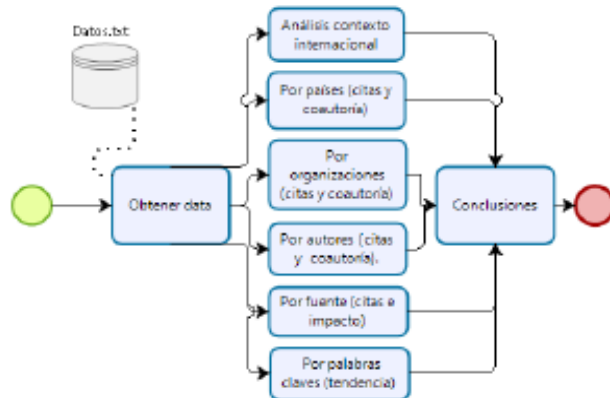 Datos.txt
Análisis contexto
internacional
Por países (citas y
coautoría)
Por
organizaciones
(citas y coautoría)
Obtener data
Conclusiones
Por autores (citas
y coautoría).
Por fuente (citas e
impacto)
Por palabras
claves (tendencia)